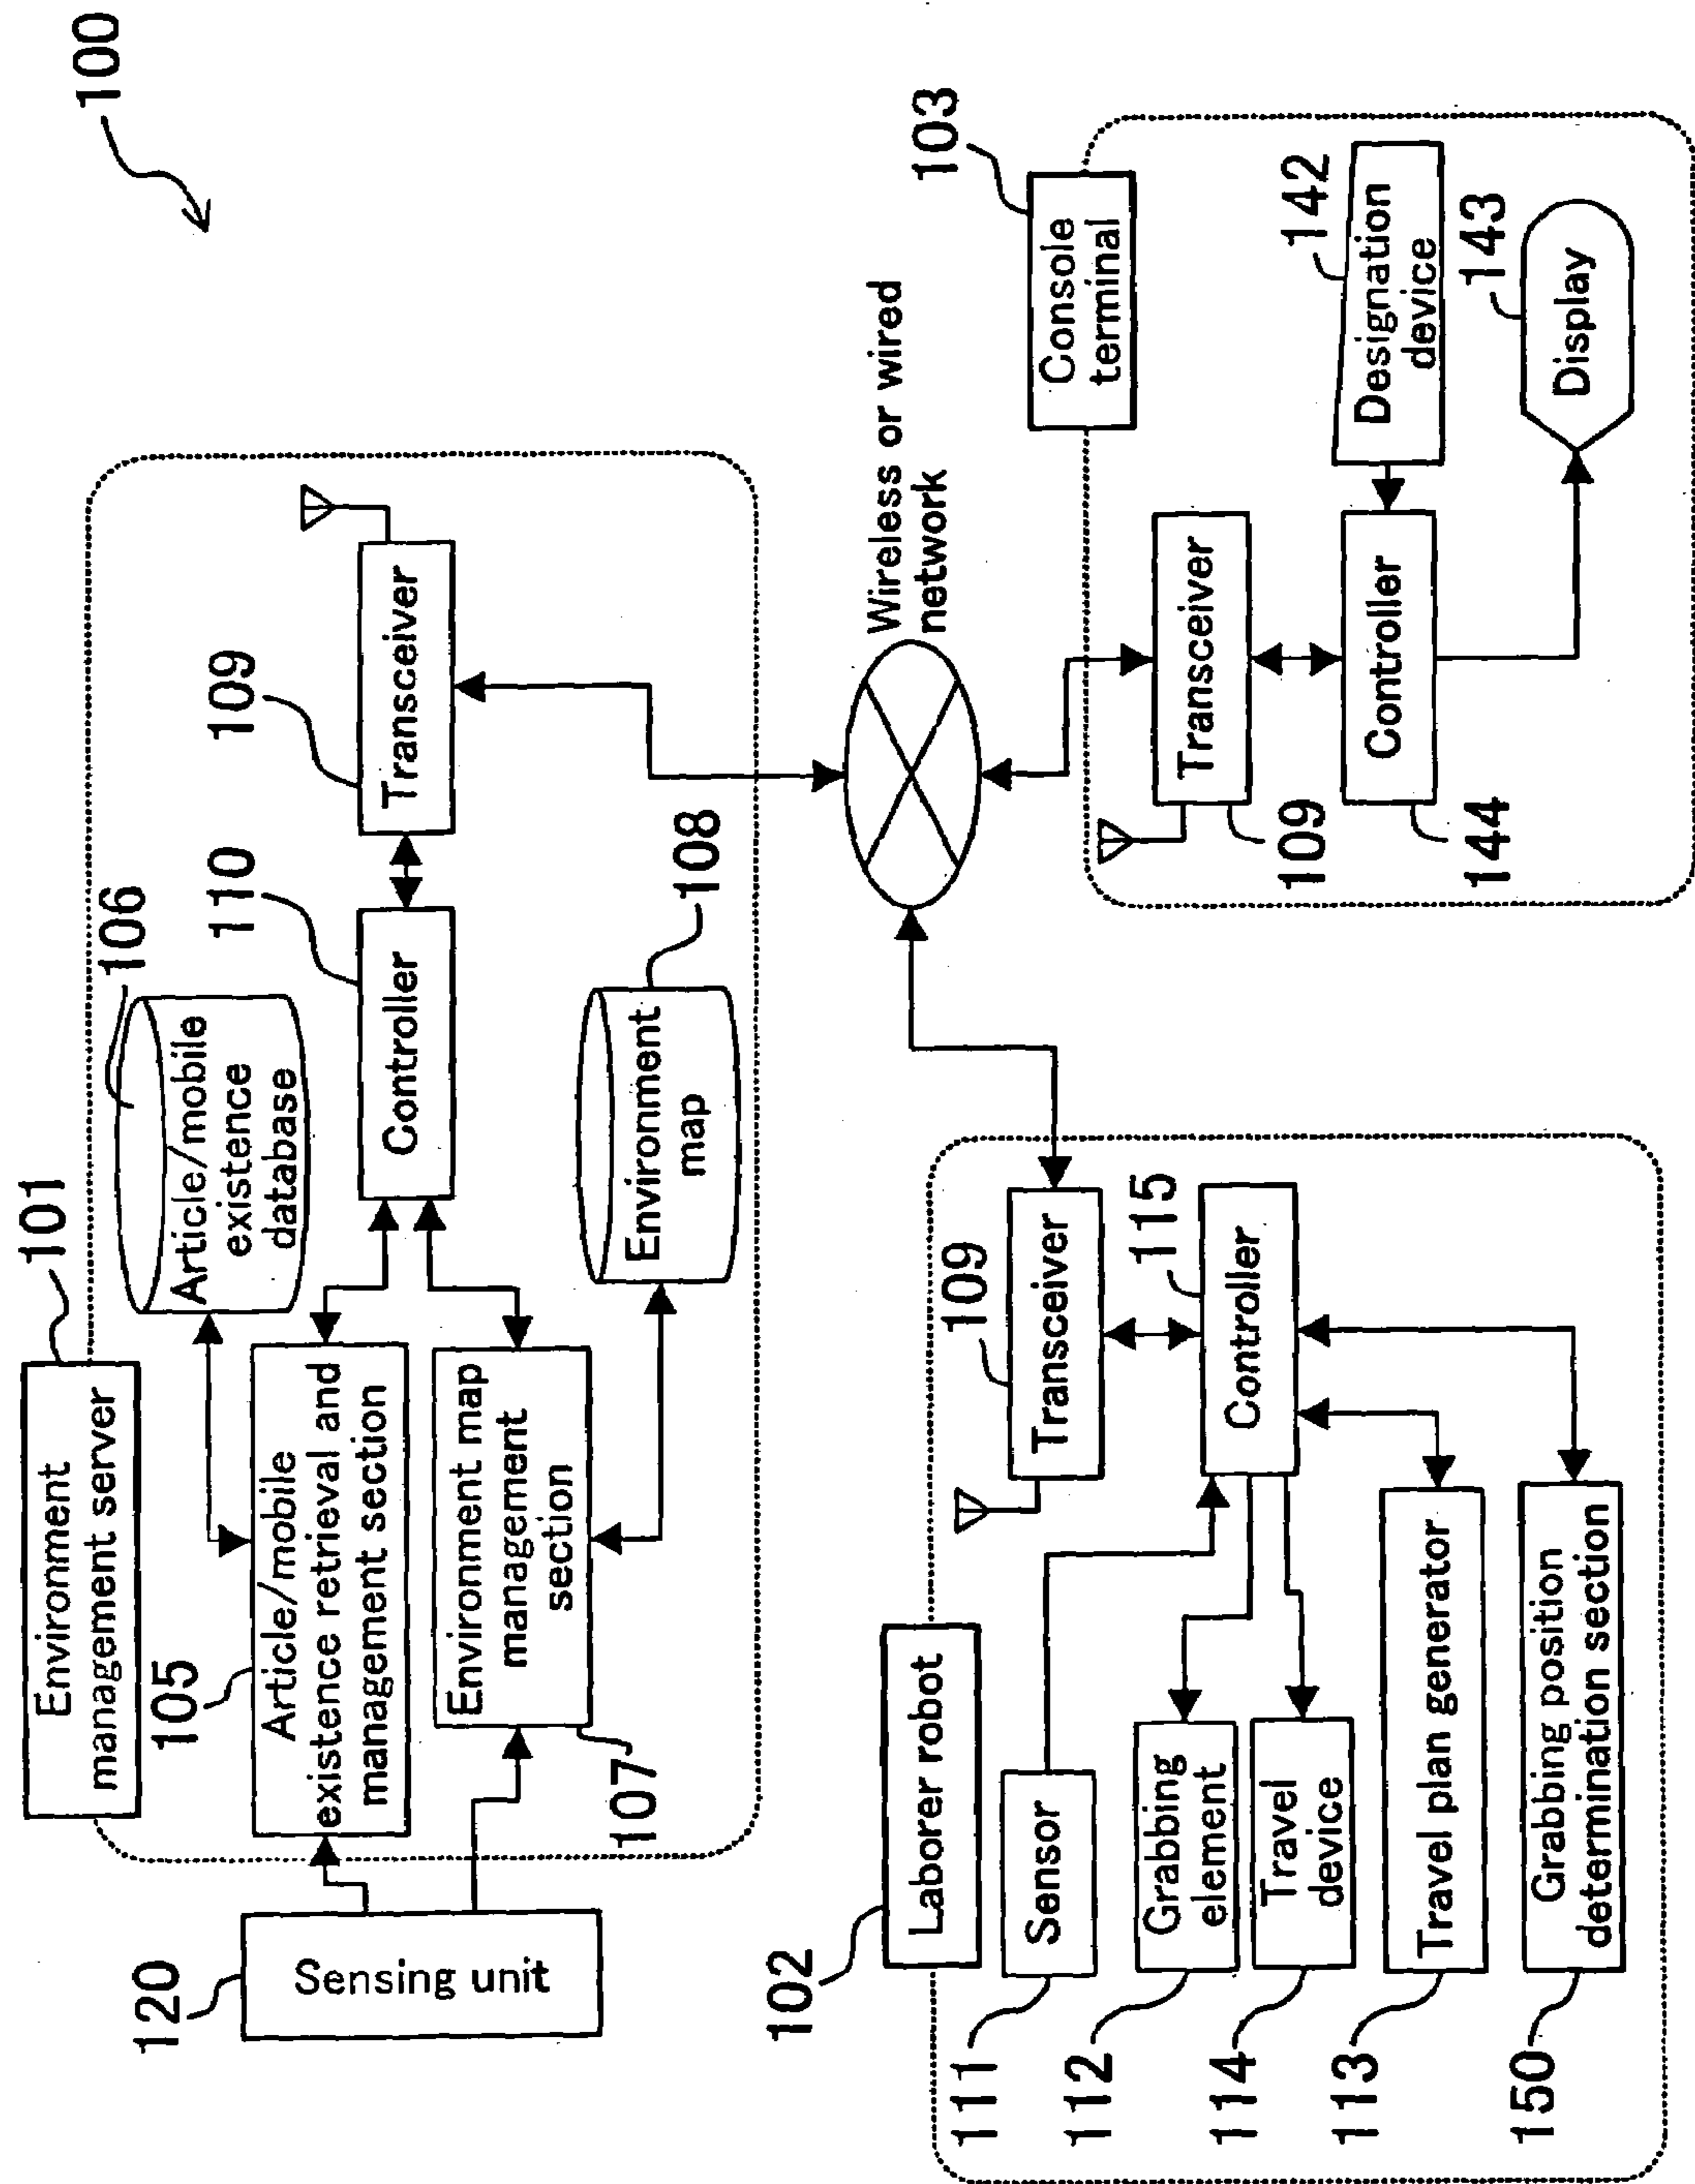 100
Environment
management server
101
106
Article/mobile
existence
database
110
109
105
Article/mobile
existence retrieval and
management section
Controller
Transceiver
120
Sensing unit
Environment map
management
section
107
Environment
map
108
Wireless or wired
network
102
Laborer robot
109
Transceiver
115
111
Sensor
Controller
112
Grabbing
element
114
Travel
device
113
Travel plan generator
150
Grabbing position
determination section
103
Console
terminal
Transceiver
109
142
Designation
device
Controller
144
143
Display